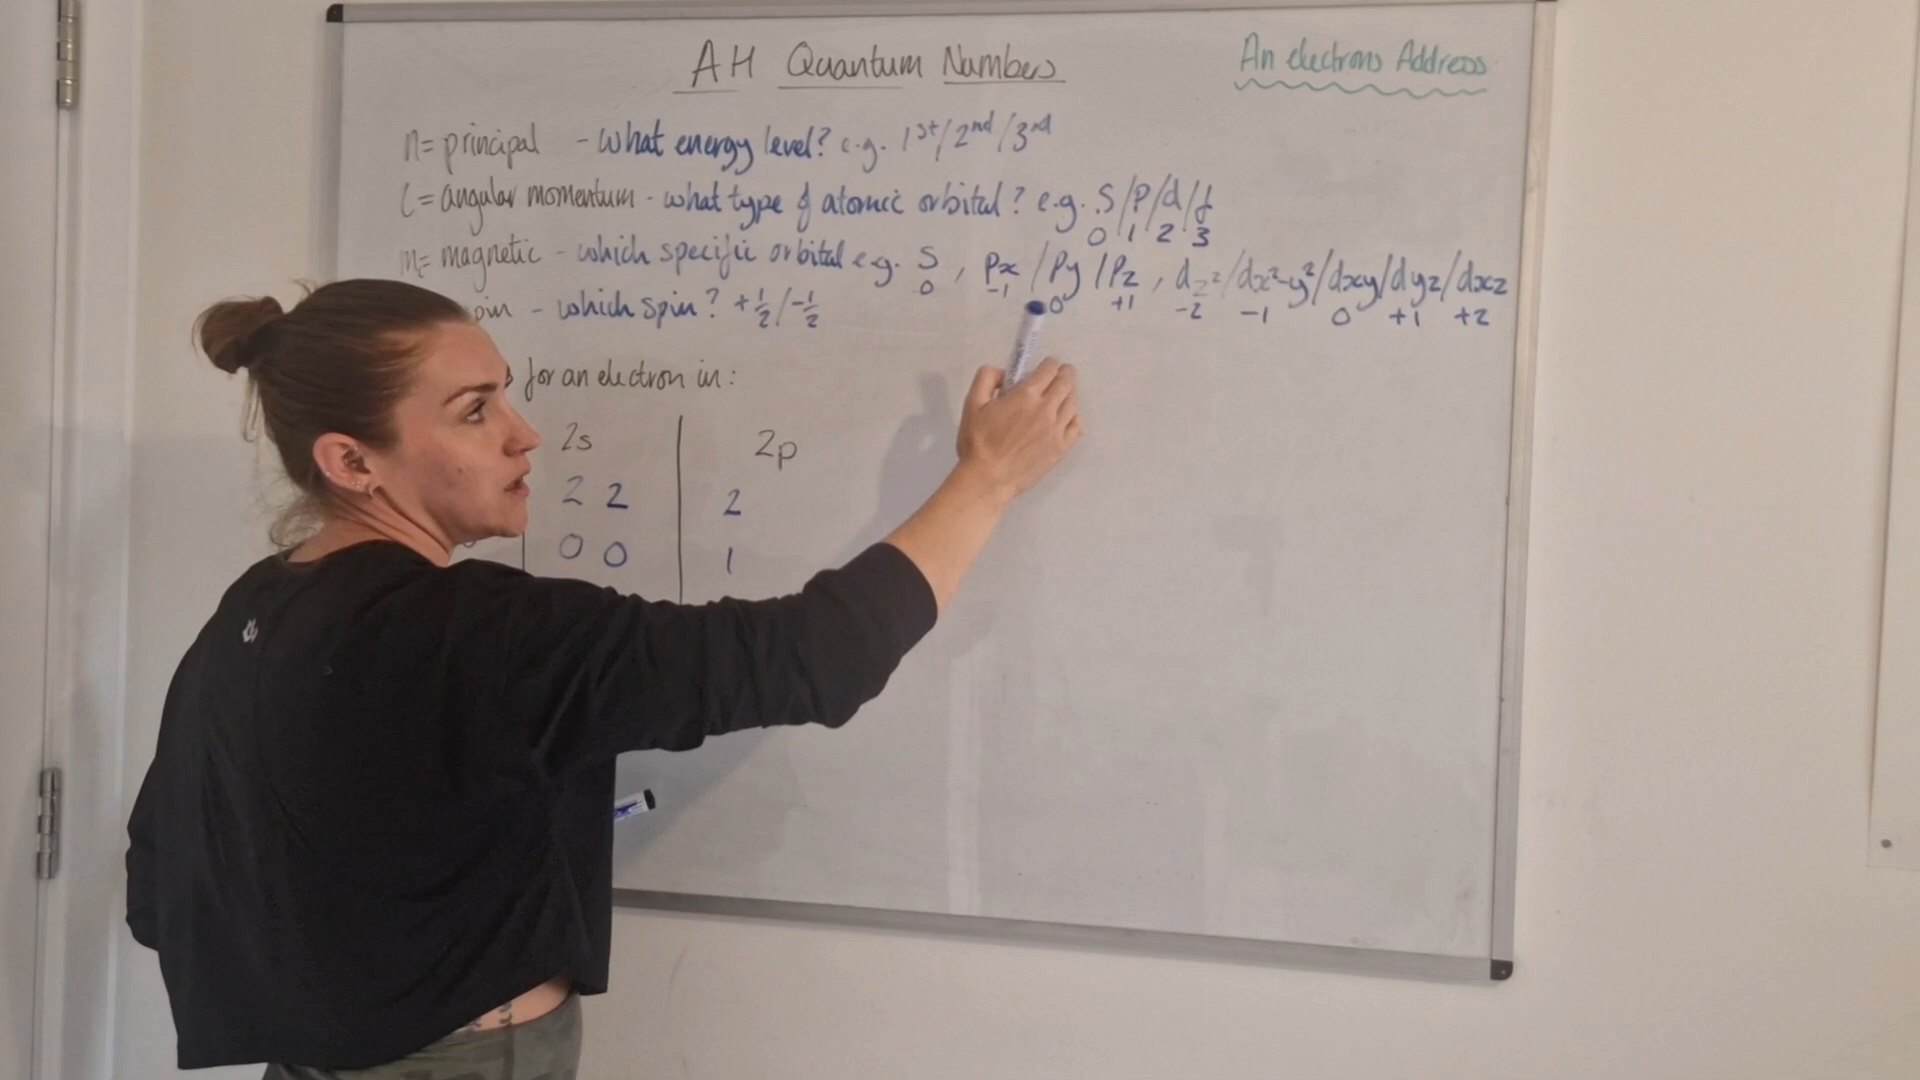 AH Quantum Numbers
An electrons Address
n= principal - what energy level? e.g. 1st/2nd/3rd
l= angular momentum - what type of atomic orbital? e.g. s/p/d/f
0 1 2 3
m= magnetic - which specific orbital e.g. s, px/py/pz, dz²/dx²-y²/dxy/dyz/dxz
0 -1 0 +1 -2 -1 0 +1 +2
pin - which spin? +1/2/-1/2
for an electron in:
2s 2p
2 2 2
0 0 1